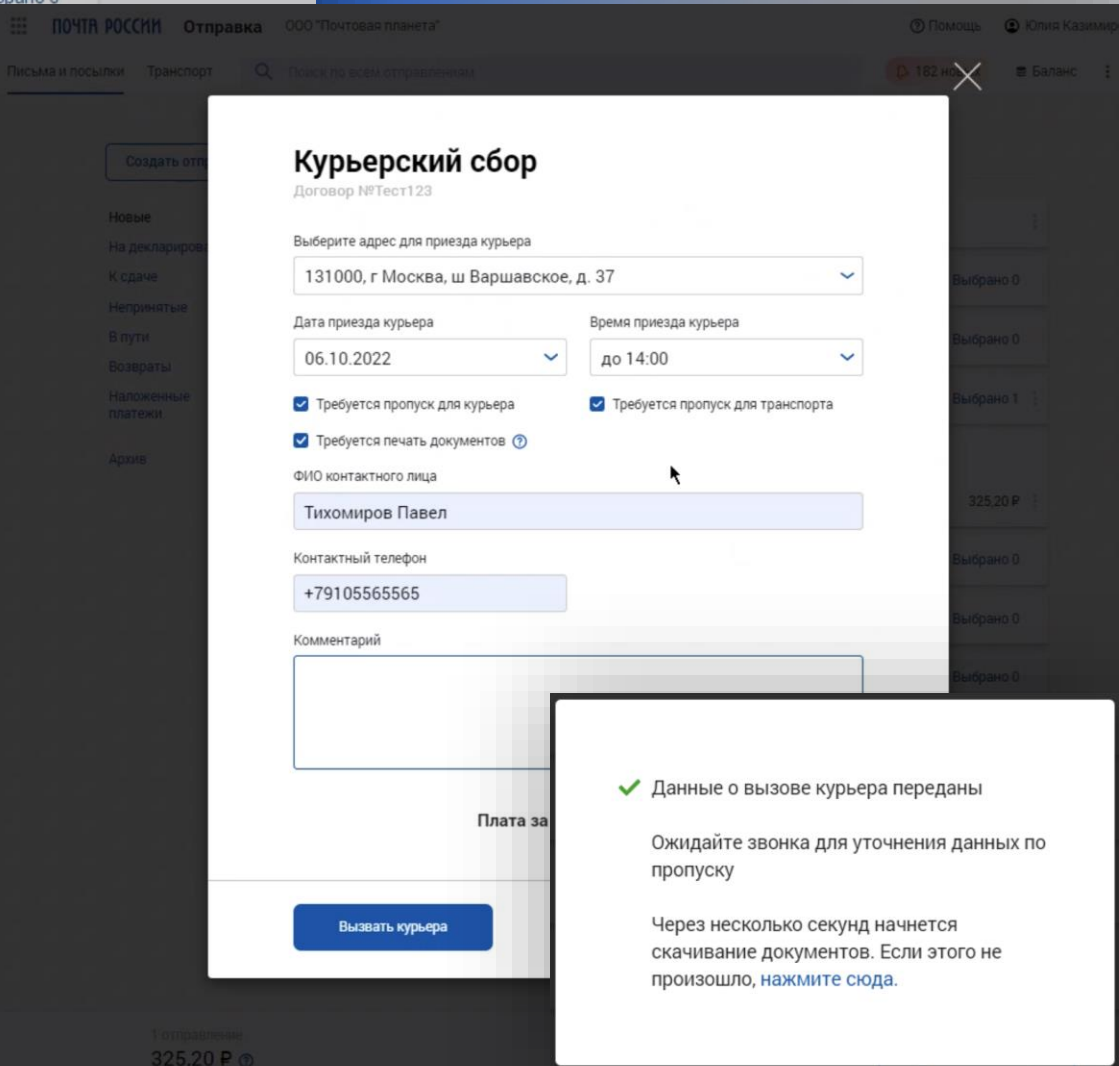 ПОЧТА РОССИИ Отправка ООО "Почтовая планета" Помощь
Письма и посылки Транспорт Поиск по всем отправлениям 182 Баланс
Создать
Курьерский сбор
Договор №Тест123
Новые
На
К сдаче
Непринятые
В пути
Возвраты
Наложенные
платежи
Архив
Выберите адрес для приезда курьера
131000, г Москва, ш Варшавское, д. 37
Выбрано 0
Дата приезда курьера Время приезда курьера
06.10.2022 до 14:00
Выбрано 0
Требуется пропуск для курьера Требуется пропуск для транспорта
Выбрано 1
Требуется печать документов
ФИО контактного лица
Тихомиров Павел
325,20 ₽
Контактный телефон
Выбрано 0
+79105565565
Выбрано 0
Комментарий
Выбрано 0
Плата за
Вызвать курьера
Данные о вызове курьера переданы
Ожидайте звонка для уточнения данных по
пропуску
Через несколько секунд начнется
скачивание документов. Если этого не
произошло, нажмите сюда.
1 отправление
325,20 ₽